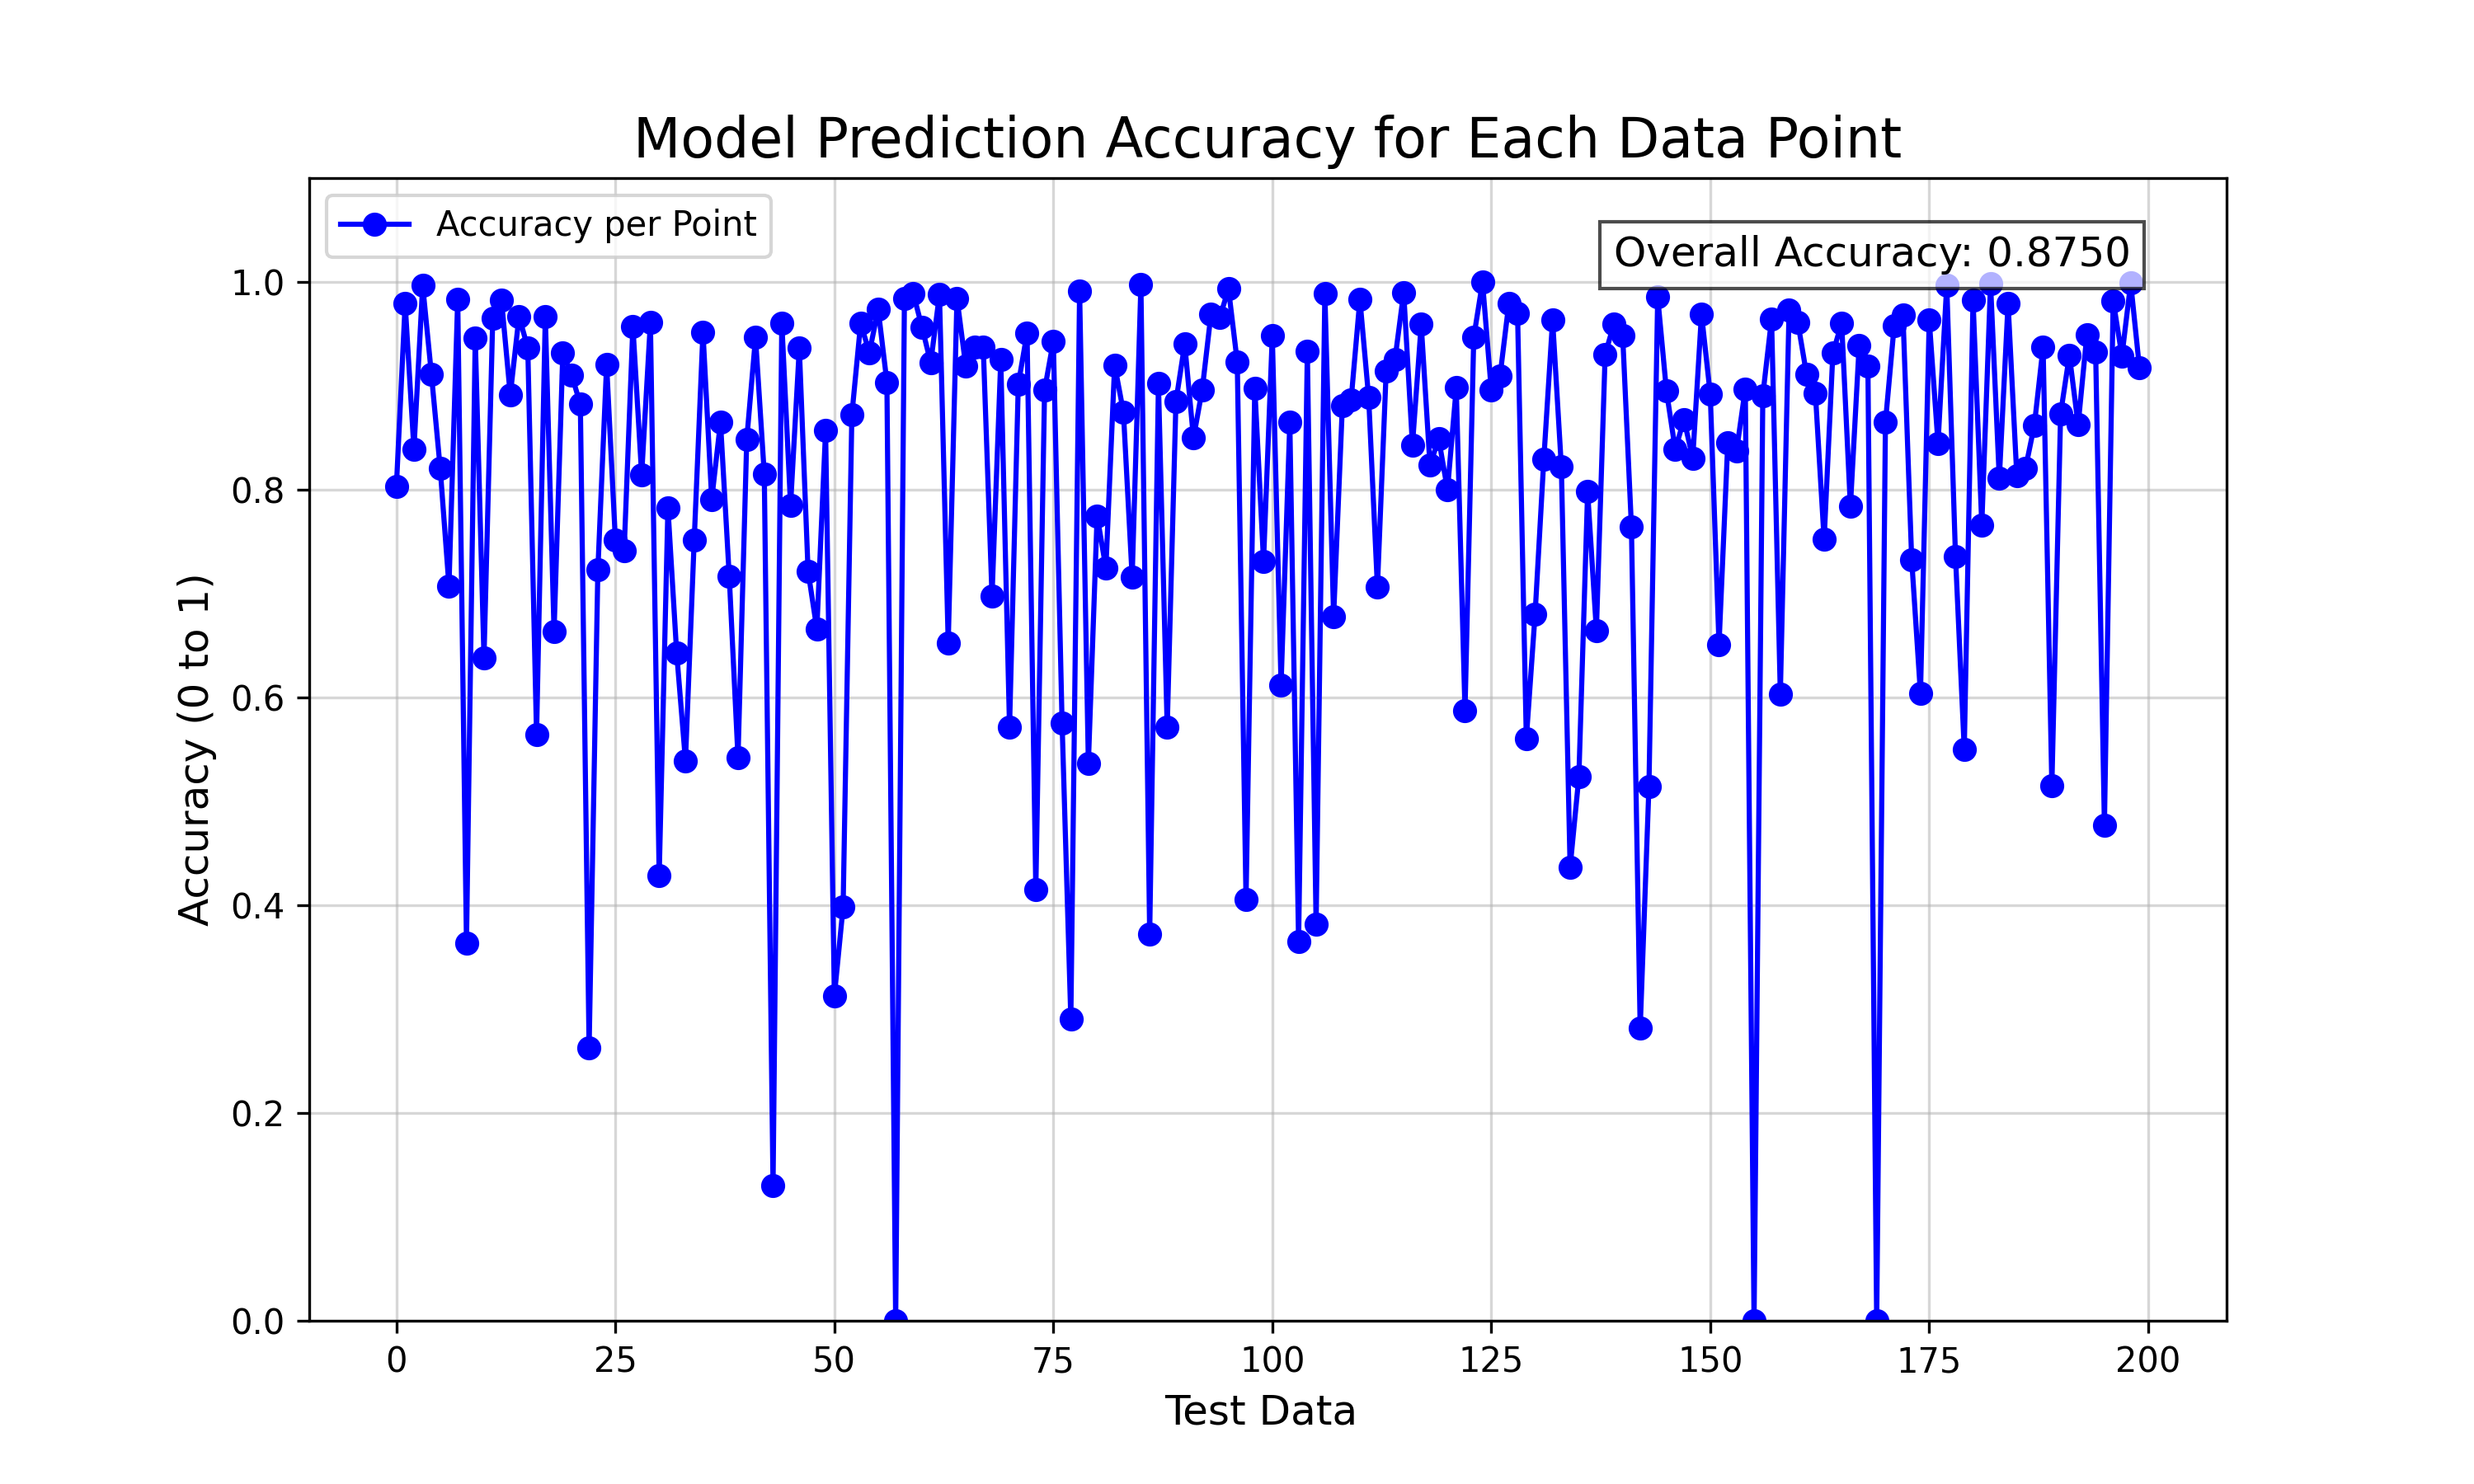 Model Prediction Accuracy for Each Data Point
Accuracy per Point
Overall Accuracy: 0.8750
Accuracy (0 to 1)
1.0
0.8
0.6
0.4
0.2
0.0
0 25 50 75 100 125 150 175 200
Test Data